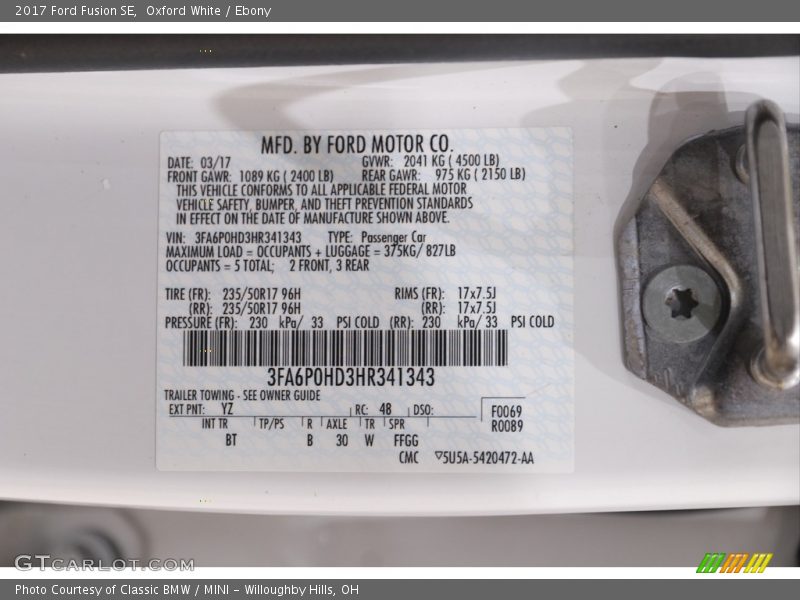 2017 Ford Fusion SE, Oxford White / Ebony
MFD. BY FORD MOTOR CO.
DATE: 03/17 GVWR: 2041 KG ( 4500 LB)
FRONT GAWR: 1089 KG ( 2400 LB) REAR GAWR: 975 KG ( 2150 LB)
THIS VEHICLE CONFORMS TO ALL APPLICABLE FEDERAL MOTOR
VEHICLE SAFETY, BUMPER, AND THEFT PREVENTION STANDARDS
IN EFFECT ON THE DATE OF MANUFACTURE SHOWN ABOVE.
VIN: 3FA6P0HD3HR341343 TYPE: Passenger Car
MAXIMUM LOAD = OCCUPANTS + LUGGAGE = 375KG/ 827LB
OCCUPANTS = 5 TOTAL; 2 FRONT, 3 REAR
TIRE (FR): 235/50R17 96H RIMS (FR): 17x7.5J
(RR): 235/50R17 96H (RR): 17x7.5J
PRESSURE (FR): 230 kPa/ 33 PSI COLD (RR): 230 kPa/ 33 PSI COLD
3FA6P0HD3HR341343
TRAILER TOWING - SEE OWNER GUIDE
EXT PNT: YZ RC: 48 DSO: F0069
R0089
INT TR TP/PS R AXLE TR SPR
BT B 30 W FFGG
CMC ▽5U5A-5420472-AA
GTcarlot.com
Photo Courtesy of Classic BMW / MINI - Willoughby Hills, OH